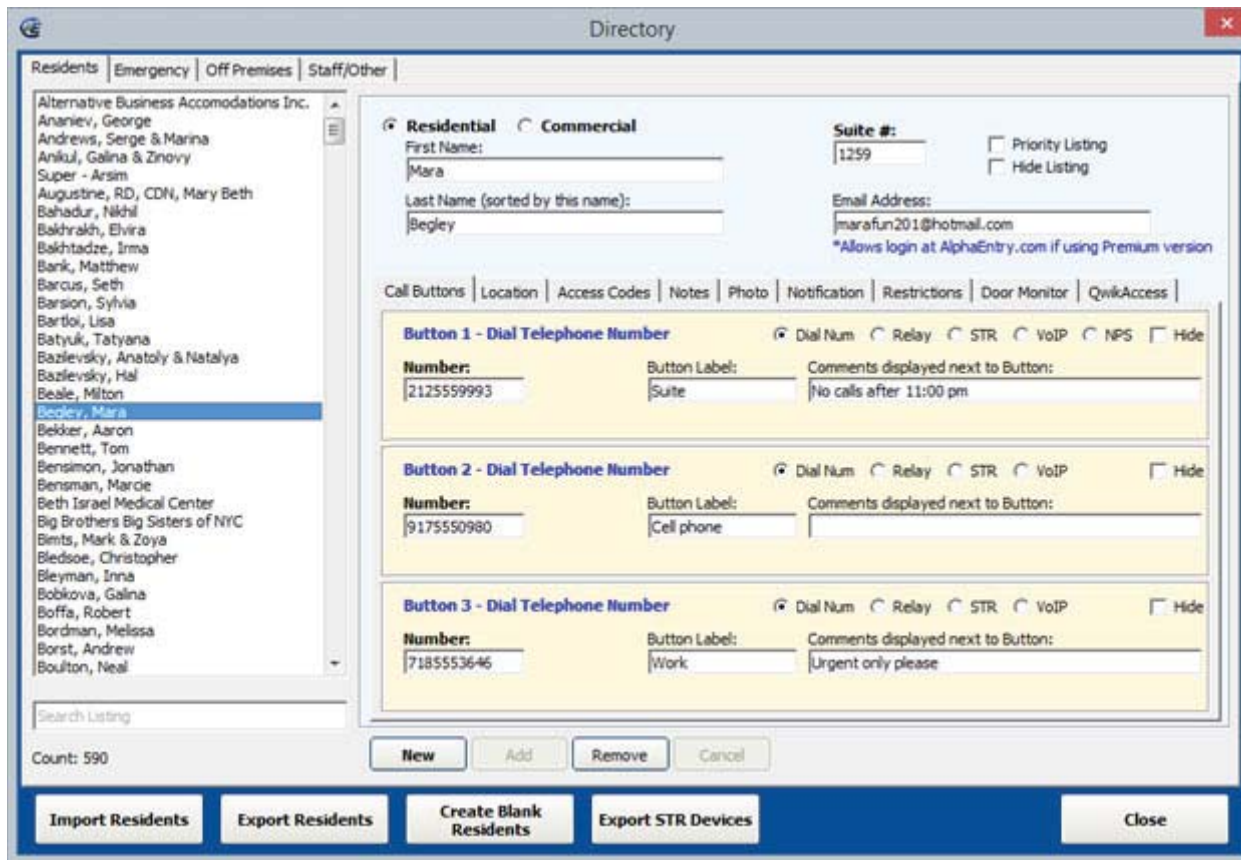 Directory
Residents Emergency Off Premises Staff/Other
Alternative Business Accomodations Inc.
Ananiev, George
Andrews, Serge & Marina
Anikul, Galina & Zinovy
Super - Arsim
Augustine, RD, CDN, Mary Beth
Bahadur, Nikhil
Bakhrakh, Elvira
Bakhtadze, Irma
Bank, Matthew
Barcus, Seth
Barsion, Sylvia
Bartloi, Lisa
Batyuk, Tatyana
Bazilevsky, Anatoly & Natalya
Bazilevsky, Hal
Beale, Milton
Begley, Mara
Bekker, Aaron
Bennett, Tom
Bensimon, Jonathan
Bensman, Marcie
Beth Israel Medical Center
Big Brothers Big Sisters of NYC
Bimts, Mark & Zoya
Bledsoe, Christopher
Bleyman, Inna
Bobkova, Galina
Boffa, Robert
Bordman, Melissa
Borst, Andrew
Boulton, Neal
Search Listing
Count: 590
Residential Commercial
First Name:
Mara
Last Name (sorted by this name):
Begley
Suite #:
1259
Priority Listing
Hide Listing
Email Address:
marafun201@hotmail.com
*Allows login at AlphaEntry.com if using Premium version
Call Buttons Location Access Codes Notes Photo Notification Restrictions Door Monitor QwikAccess
Button 1 - Dial Telephone Number Dial Num Relay STR VoIP NPS Hide
Number: Button Label: Comments displayed next to Button:
2125559993 Suite No calls after 11:00 pm
Button 2 - Dial Telephone Number Dial Num Relay STR VoIP Hide
Number: Button Label: Comments displayed next to Button:
9175550980 Cell phone
Button 3 - Dial Telephone Number Dial Num Relay STR VoIP Hide
Number: Button Label: Comments displayed next to Button:
7185553646 Work Urgent only please
New Add Remove Cancel
Import Residents Export Residents Create Blank Residents Export STR Devices Close